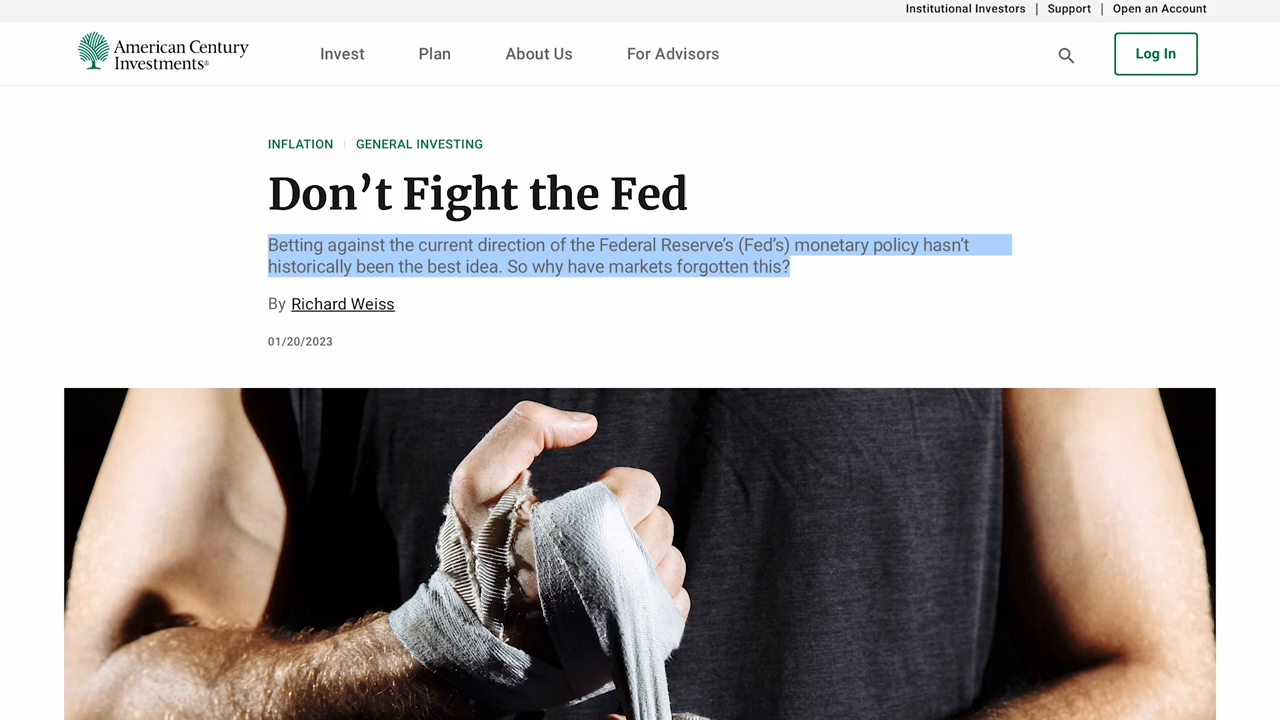 Institutional Investors | Support | Open an Account
American Century
Investments®
Invest Plan About Us For Advisors Log In
INFLATION | GENERAL INVESTING
Don’t Fight the Fed
Betting against the current direction of the Federal Reserve’s (Fed’s) monetary policy hasn’t
historically been the best idea. So why have markets forgotten this?
By Richard Weiss
01/20/2023